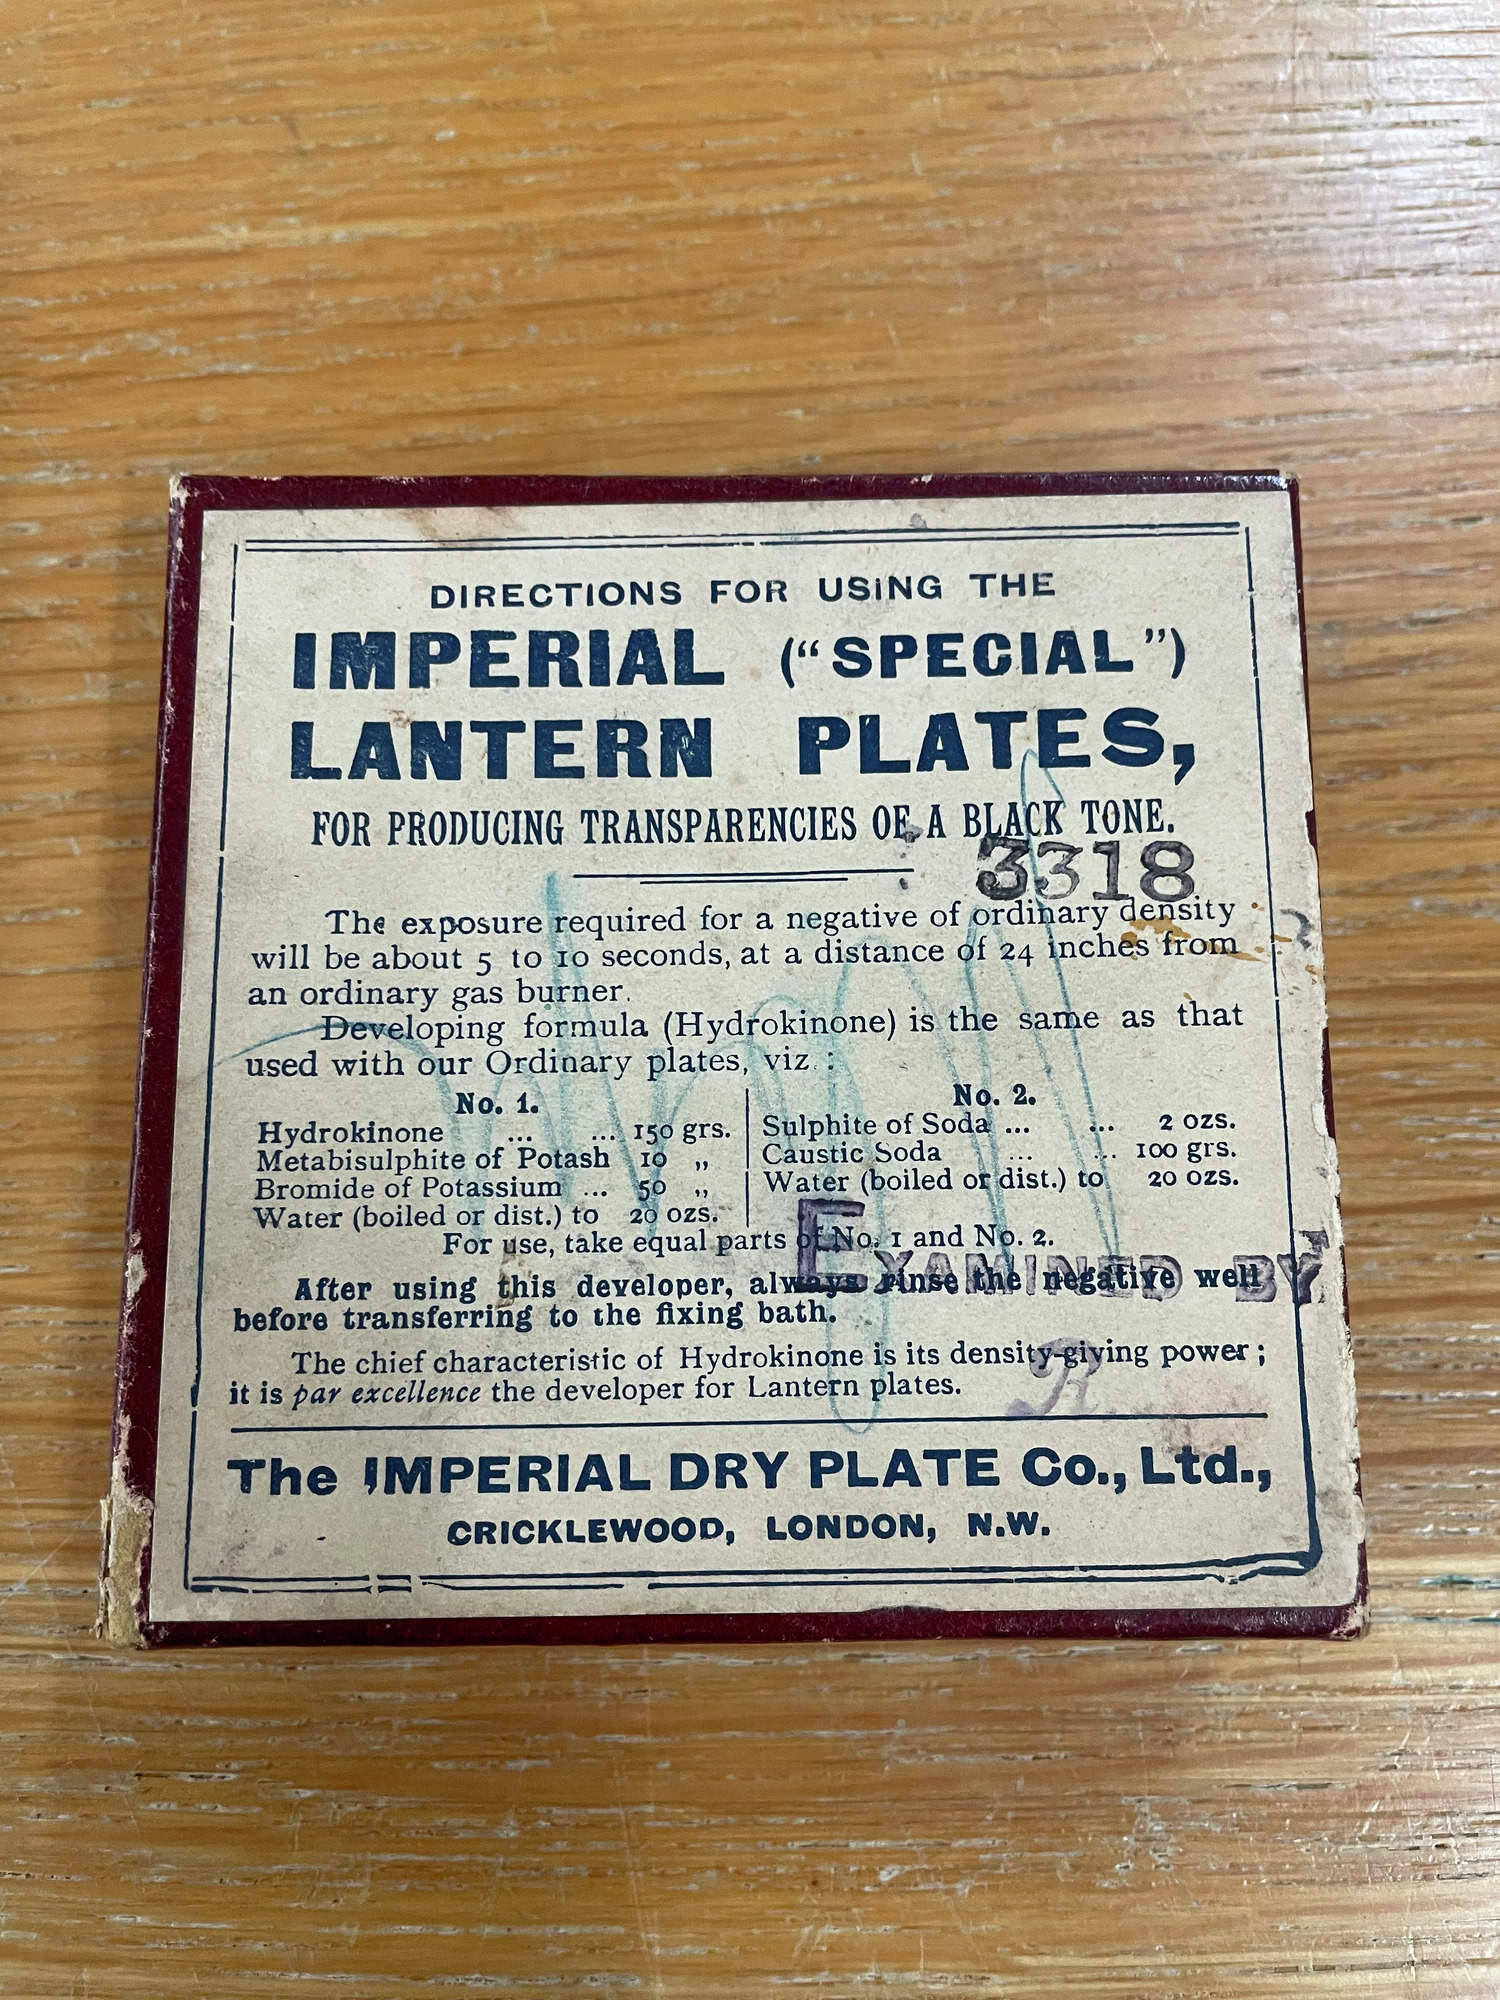 DIRECTIONS FOR USING THE
IMPERIAL (“SPECIAL”)
LANTERN PLATES,
FOR PRODUCING TRANSPARENCIES OF A BLACK TONE.
3318
The exposure required for a negative of ordinary density
will be about 5 to 10 seconds, at a distance of 24 inches from
an ordinary gas burner.
Developing formula (Hydrokinone) is the same as that
used with our Ordinary plates, viz. :
No. 1.
Hydrokinone ... ... 150 grs.
Metabisulphite of Potash 10 „
Bromide of Potassium ... 50 „
Water (boiled or dist.) to 20 ozs.
No. 2.
Sulphite of Soda ... ... 2 ozs.
Caustic Soda ... ... 100 grs.
Water (boiled or dist.) to 20 ozs.
For use, take equal parts of No. 1 and No. 2.
EXAMINED BY
After using this developer, always rinse the negative well
before transferring to the fixing bath.
The chief characteristic of Hydrokinone is its density-giving power ;
it is par excellence the developer for Lantern plates.
R.
The IMPERIAL DRY PLATE Co., Ltd.,
CRICKLEWOOD, LONDON, N.W.